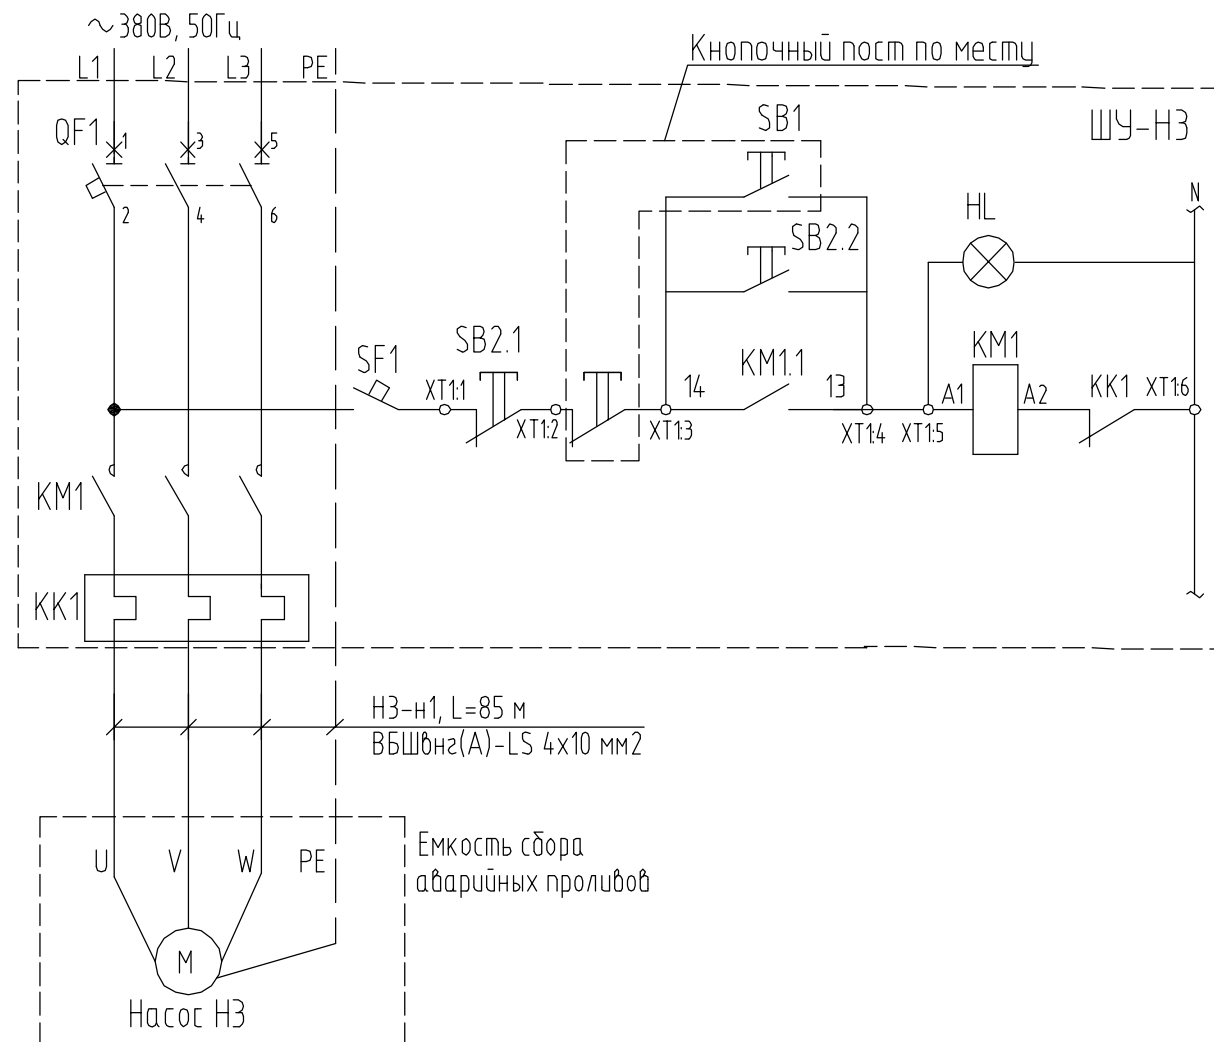 ~380В, 50Гц
L1 L2 L3 PE
Кнопочный пост по месту
ШУ-Н3
QF1
1 3 5
2 4 6
SB1
SB2.2
HL
N
SF1
SB2.1
XT1:1
XT1:2
XT1:3
14
KM1.1
13
XT1:4
XT1:5
A1
KM1
A2
KK1
XT1:6
KM1
KK1
Н3-н1, L=85 м
ВБШвнг(А)-LS 4х10 мм2
Емкость сбора
аварийных проливов
U V W PE
M
Насос Н3